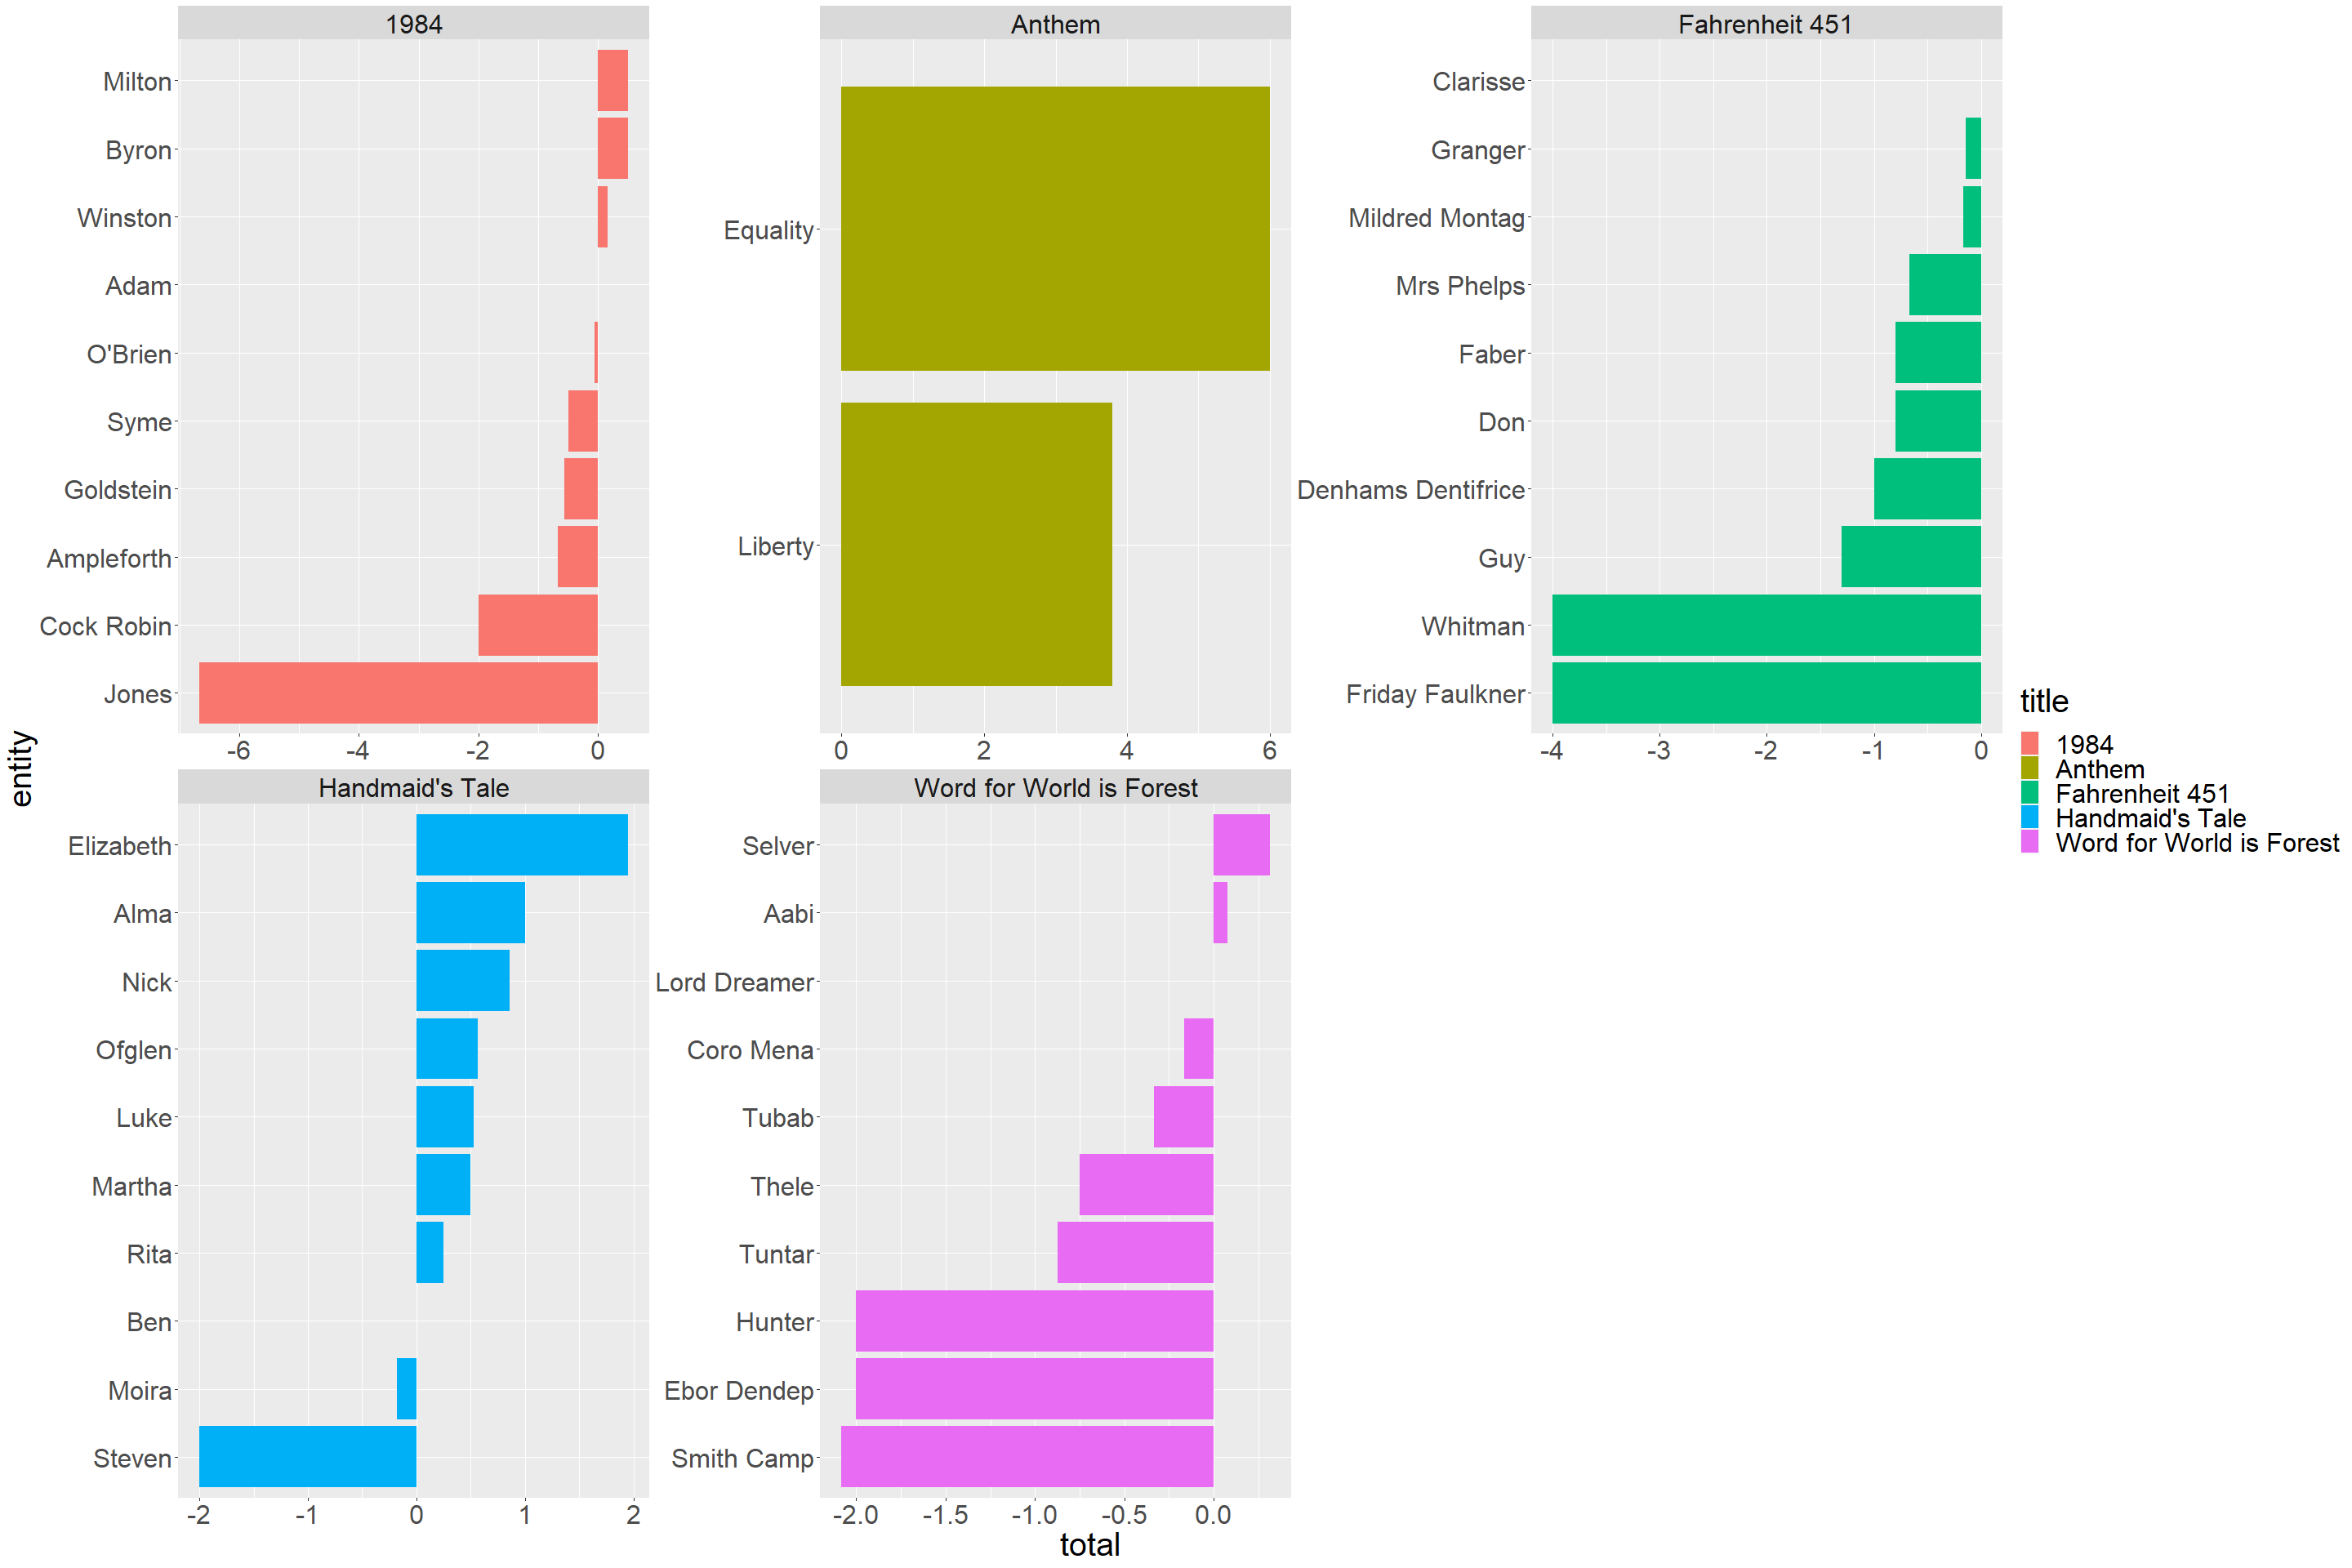 1984
Milton
Byron
Winston
Adam
O'Brien
Syme
Goldstein
Ampleforth
Cock Robin
Jones
-6 -4 -2 0
Anthem
Equality
Liberty
0 2 4 6
Fahrenheit 451
Clarisse
Granger
Mildred Montag
Mrs Phelps
Faber
Don
Denhams Dentifrice
Guy
Whitman
Friday Faulkner
-4 -3 -2 -1 0
entity
Handmaid's Tale
Elizabeth
Alma
Nick
Ofglen
Luke
Martha
Rita
Ben
Moira
Steven
-2 -1 0 1 2
Word for World is Forest
Selver
Aabi
Lord Dreamer
Coro Mena
Tubab
Thele
Tuntar
Hunter
Ebor Dendep
Smith Camp
-2.0 -1.5 -1.0 -0.5 0.0
total
title
1984
Anthem
Fahrenheit 451
Handmaid's Tale
Word for World is Forest